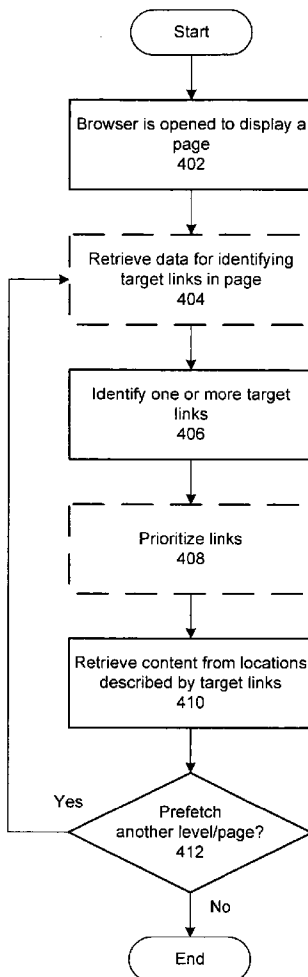 Start
Browser is opened to display a
page
402
Retrieve data for identifying
target links in page
404
Identify one or more target
links
406
Prioritize links
408
Retrieve content from locations
described by target links
410
Yes
Prefetch
another level/page?
412
No
End